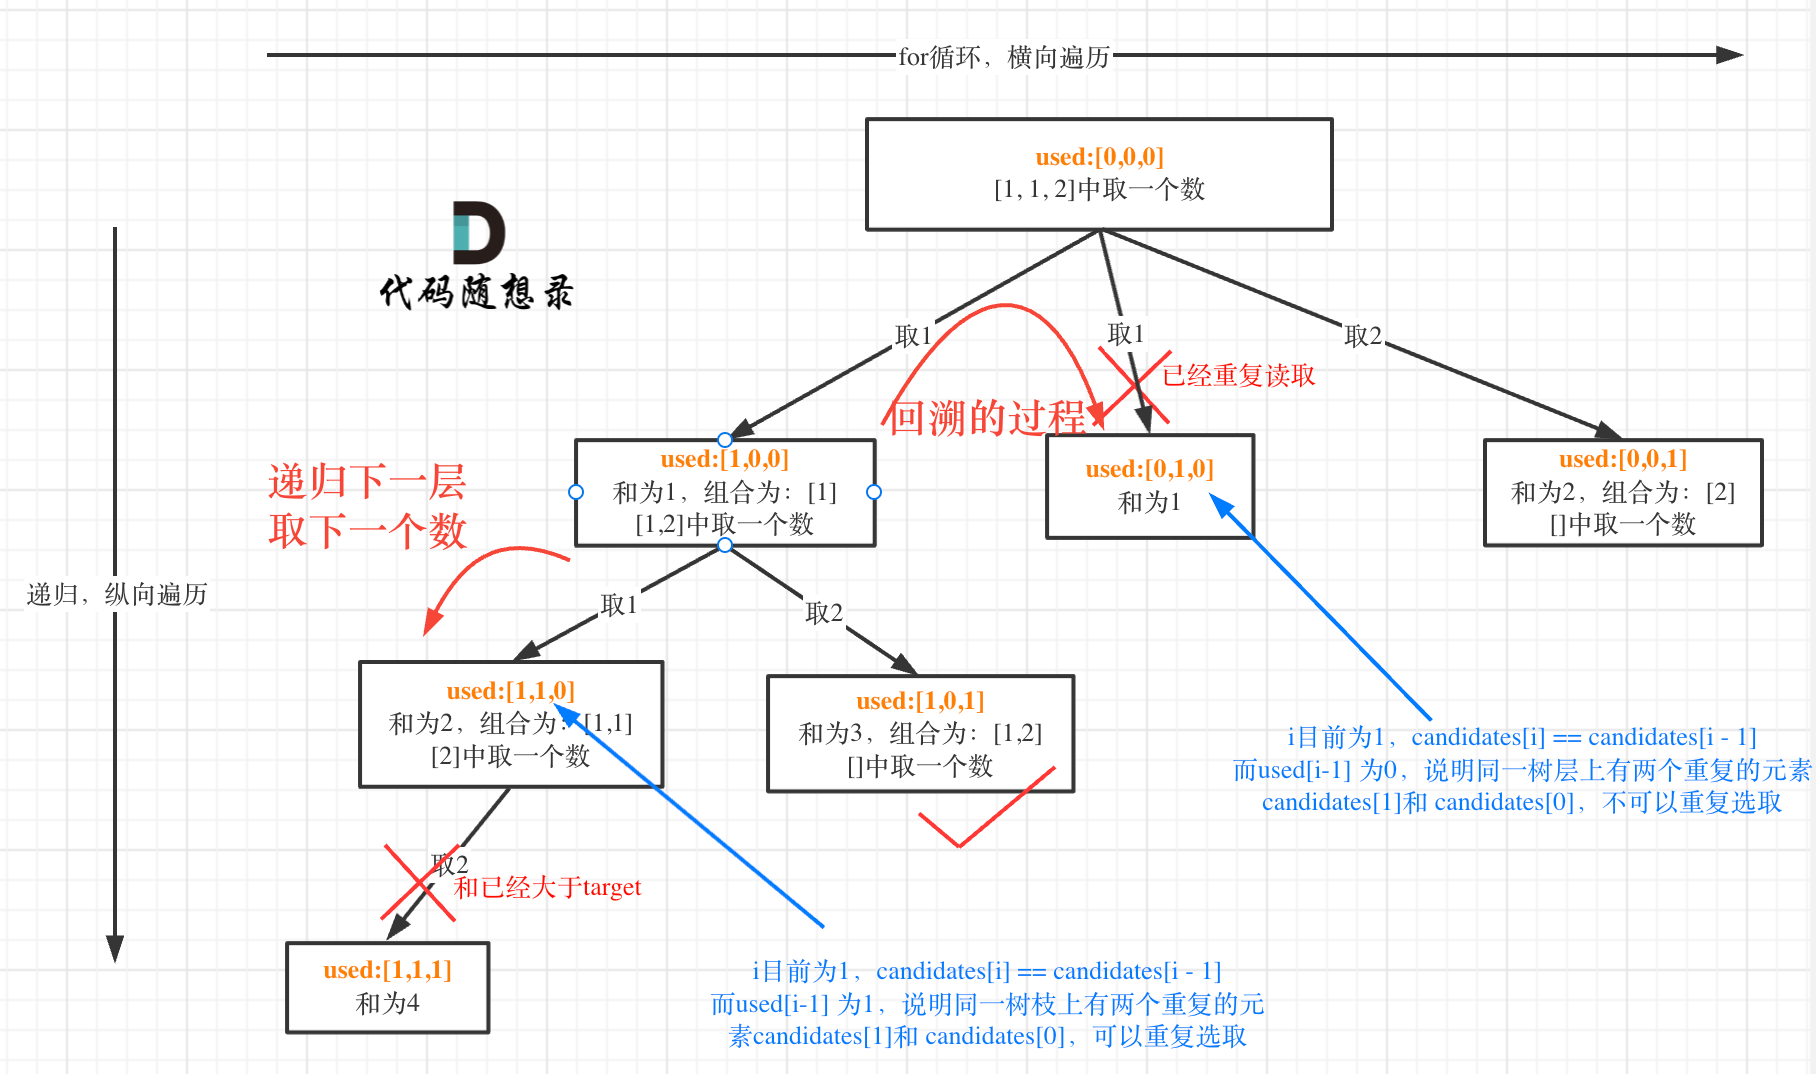 for循环，横向遍历
used:[0,0,0]
[1, 1, 2]中取一个数
代码随想录
取1
取1
取2
已经重复读取
回溯的过程
used:[1,0,0]
和为1，组合为：[1]
[1,2]中取一个数
used:[0,1,0]
和为1
used:[0,0,1]
和为2，组合为：[2]
[]中取一个数
递归下一层
取下一个数
递归，纵向遍历
取1
取2
used:[1,1,0]
和为2，组合为：[1,1]
[2]中取一个数
used:[1,0,1]
和为3，组合为：[1,2]
[]中取一个数
i目前为1，candidates[i] == candidates[i - 1]
而used[i-1] 为0，说明同一树层上有两个重复的元素
candidates[1]和 candidates[0]，不可以重复选取
取2
和已经大于target
used:[1,1,1]
和为4
i目前为1，candidates[i] == candidates[i - 1]
而used[i-1] 为1，说明同一树枝上有两个重复的元
素candidates[1]和 candidates[0]，可以重复选取